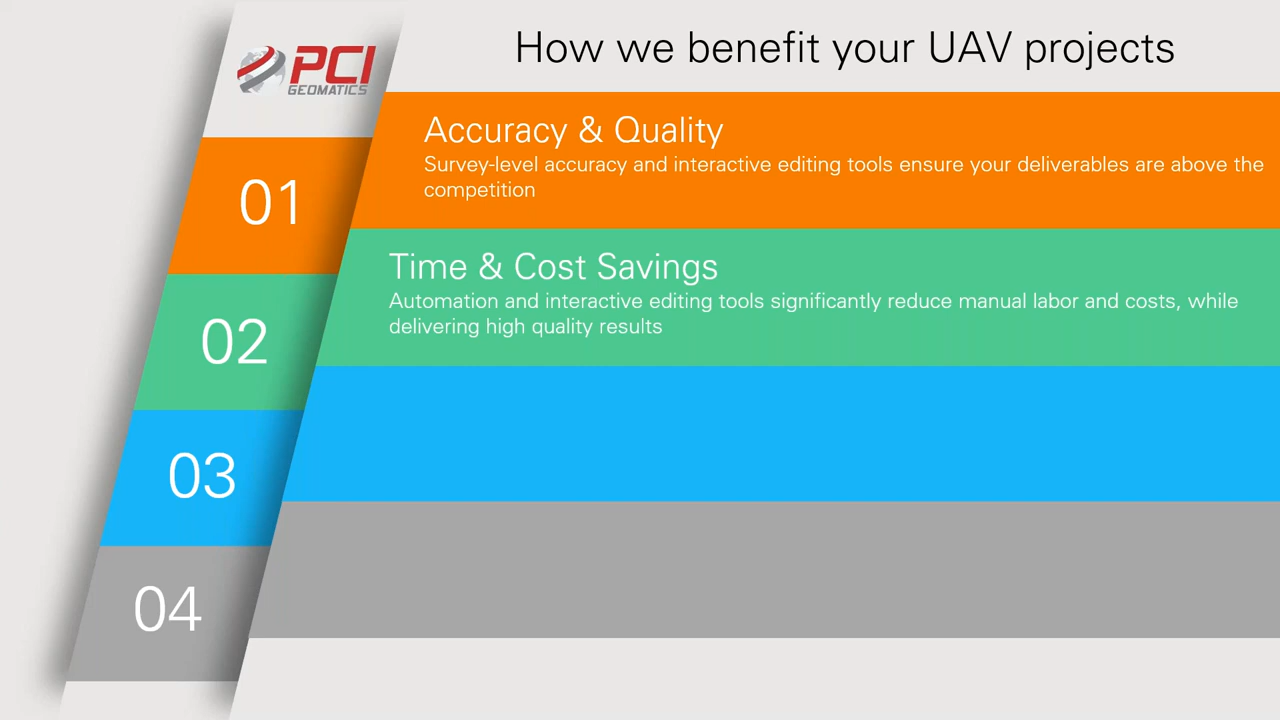 How we benefit your UAV projects
PCI
GEOMATICS
01
Accuracy & Quality
Survey-level accuracy and interactive editing tools ensure your deliverables are above the
competition
02
Time & Cost Savings
Automation and interactive editing tools significantly reduce manual labor and costs, while
delivering high quality results
03
04